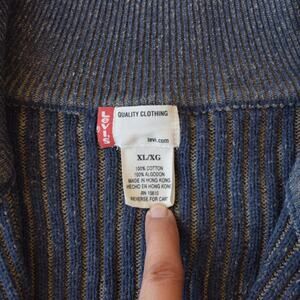 LEVI'S
QUALITY CLOTHING
levi.com
XL/XG
100% COTTON
100% ALGODON
MADE IN HONG KONG
HECHO EN HONG KONG
RN 15610
REVERSE FOR CARE